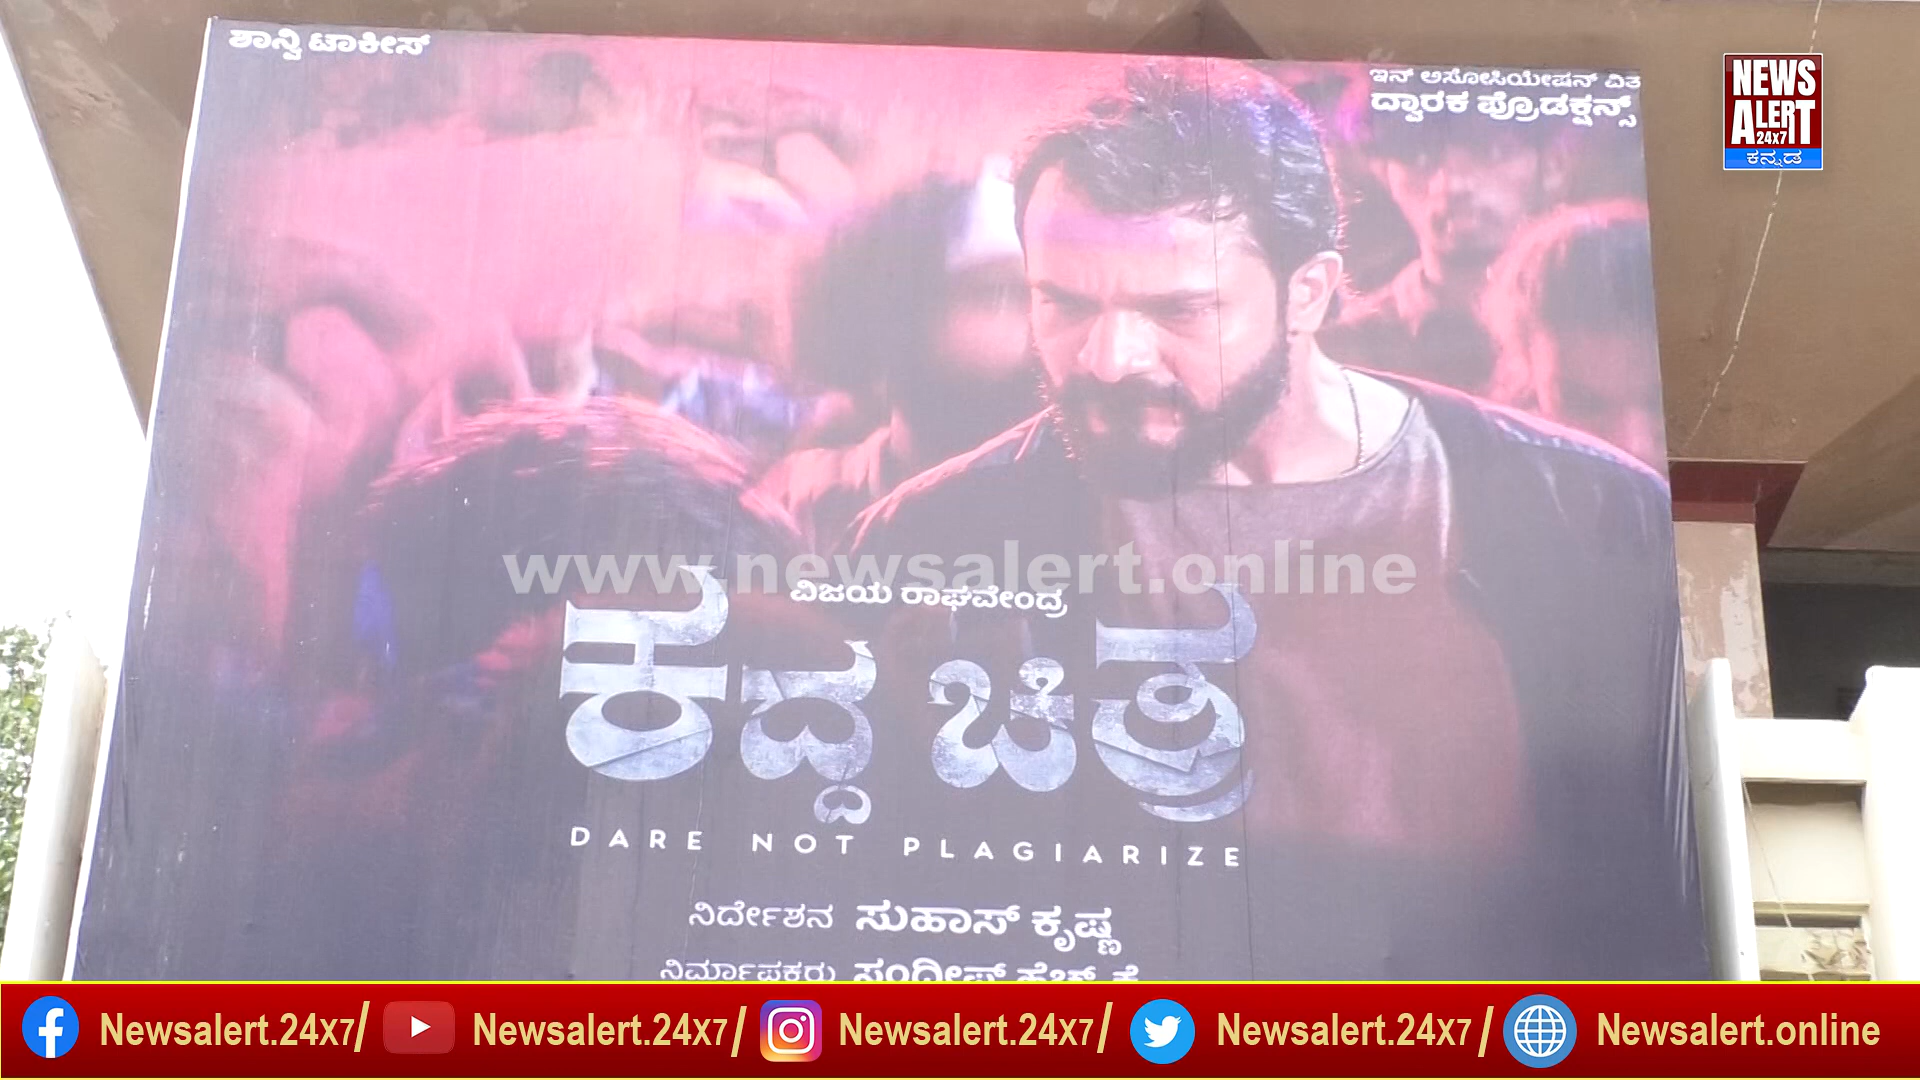 ಶಾನ್ವಿ ಟಾಕೀಸ್
ಇನ್ ಅಸೋಸಿಯೇಷನ್ ವಿತ್
ದ್ವಾರಕ ಪ್ರೊಡಕ್ಷನ್ಸ್
NEWS
ALERT
24x7
ಕನ್ನಡ
www.newsalert.online
ವಿಜಯ ರಾಘವೇಂದ್ರ
ಕದ್ದ ಚಿತ್ರ
DARE NOT PLAGIARIZE
ನಿರ್ದೇಶನ ಸುಹಾಸ್ ಕೃಷ್ಣ
ನಿರ್ಮಾಪಕರು ಸಂದೀಪ್ ಹೆಚ್ ಕೆ
Newsalert.24x7/ Newsalert.24x7/ Newsalert.24x7/ Newsalert.24x7/ Newsalert.online